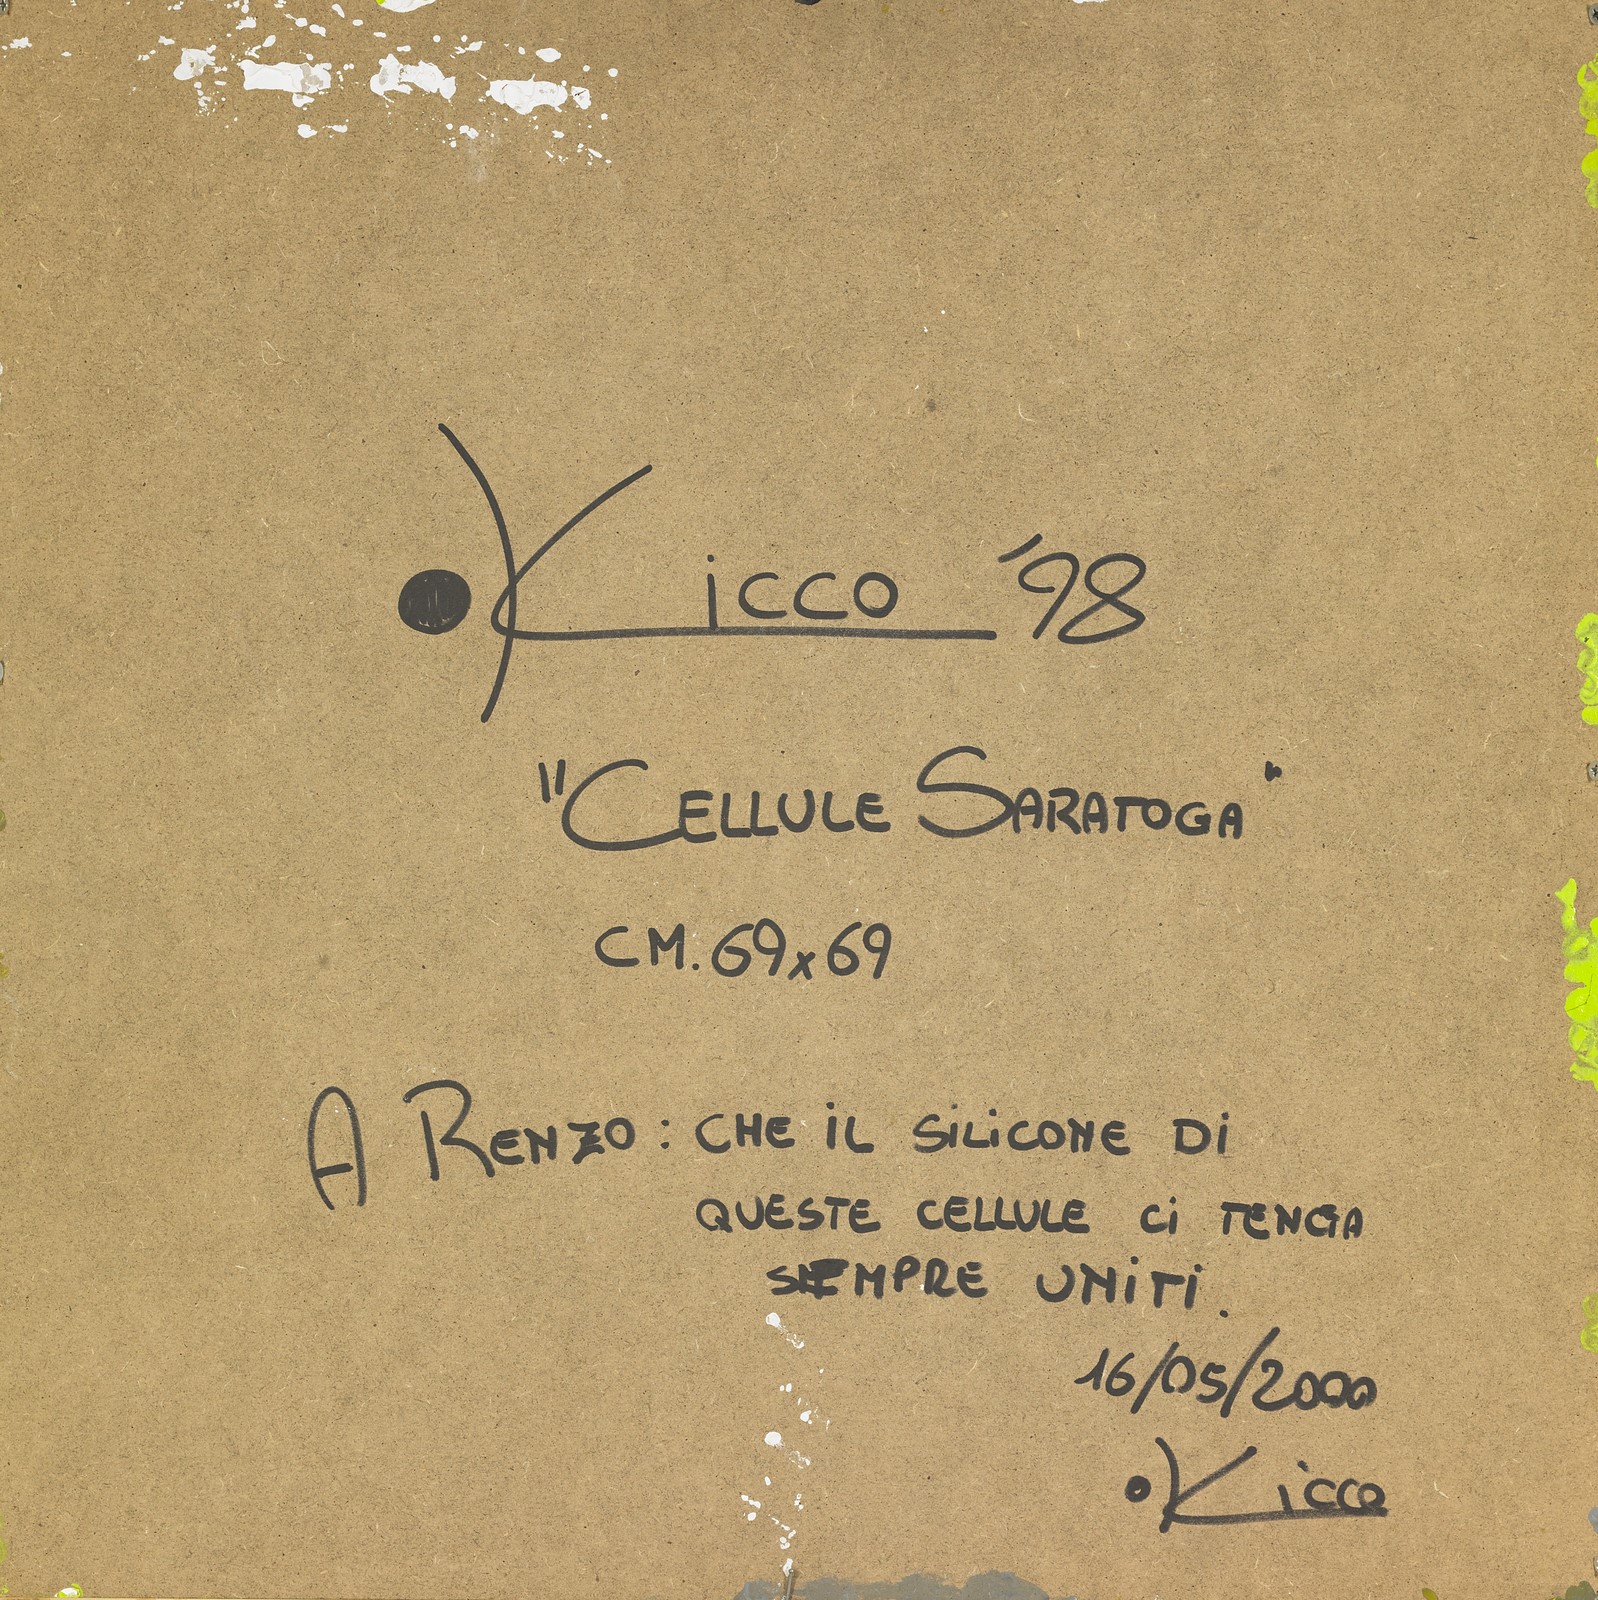 Kicco '98
"CELLULE SARATOGA"
CM. 69x69
A RENZO: CHE IL SILICONE DI
QUESTE CELLULE CI TENGA
SIEMPRE UNITI.
16/05/2000
Kicco